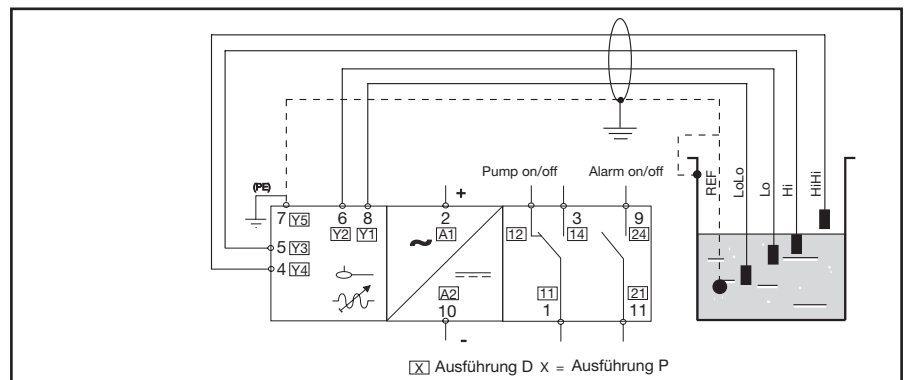 Pump on/off Alarm on/off
REF LoLo Lo Hi HiHi
(PE) +
7 Y5 6 8 2 3 9
Y2 Y1 ~ A1 12 14 24
5 Y3
4 Y4
A2 11 21
10 1 11
-
X Ausführung D X = Ausführung P